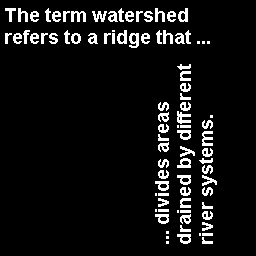 The term watershed
refers to a ridge that ...
... divides areas
drained by different
river systems.